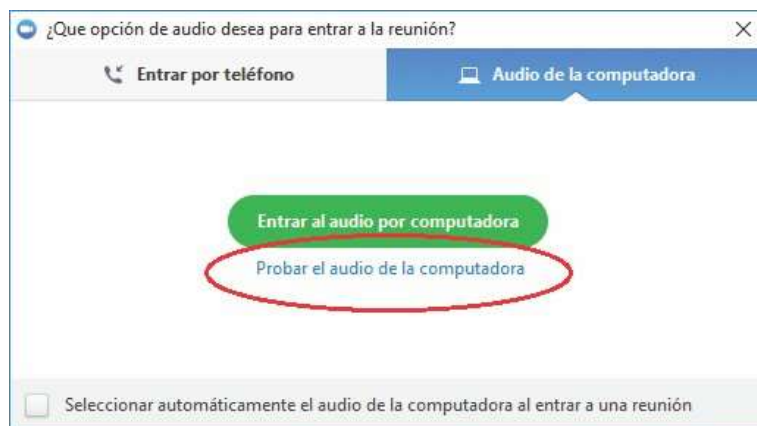 ¿Que opción de audio desea para entrar a la reunión?
Entrar por teléfono
Audio de la computadora
Entrar al audio por computadora
Probar el audio de la computadora
Seleccionar automáticamente el audio de la computadora al entrar a una reunión